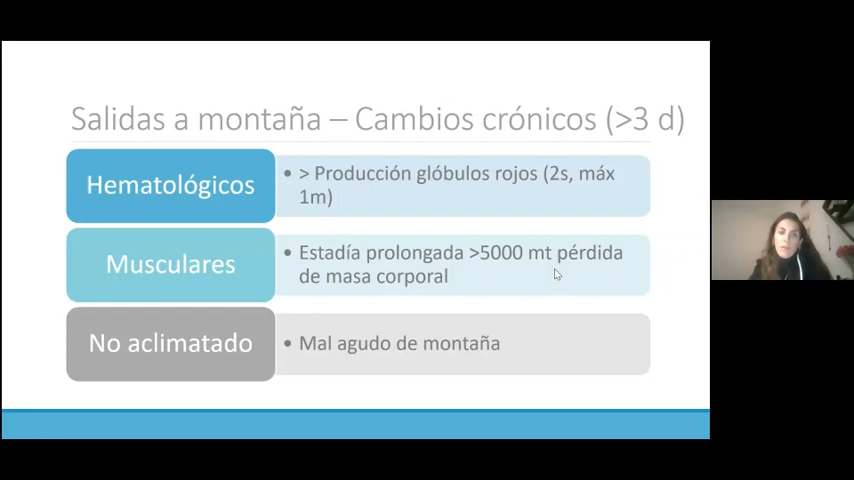 Salidas a montaña – Cambios crónicos (>3 d)
Hematológicos
• > Producción glóbulos rojos (2s, máx
1m)
Musculares
• Estadía prolongada >5000 mt pérdida
de masa corporal
No aclimatado
• Mal agudo de montaña